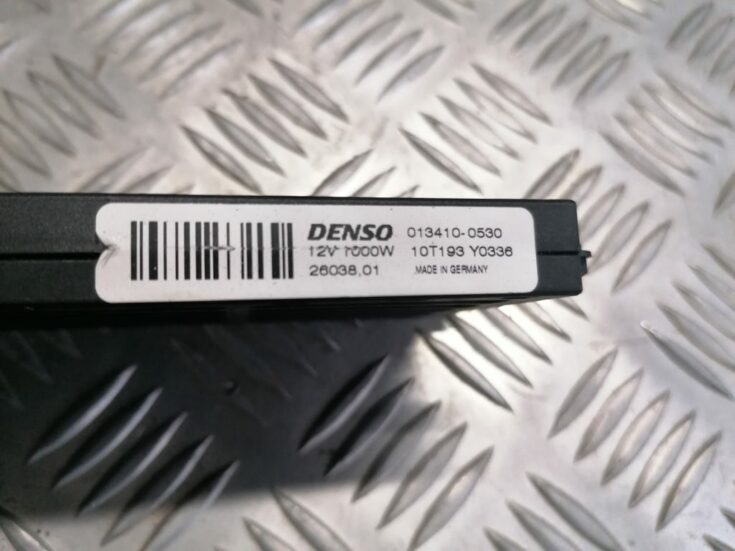 DENSO 013410-0530
12V 1000W 10T193 Y0336
26038,01 MADE IN GERMANY